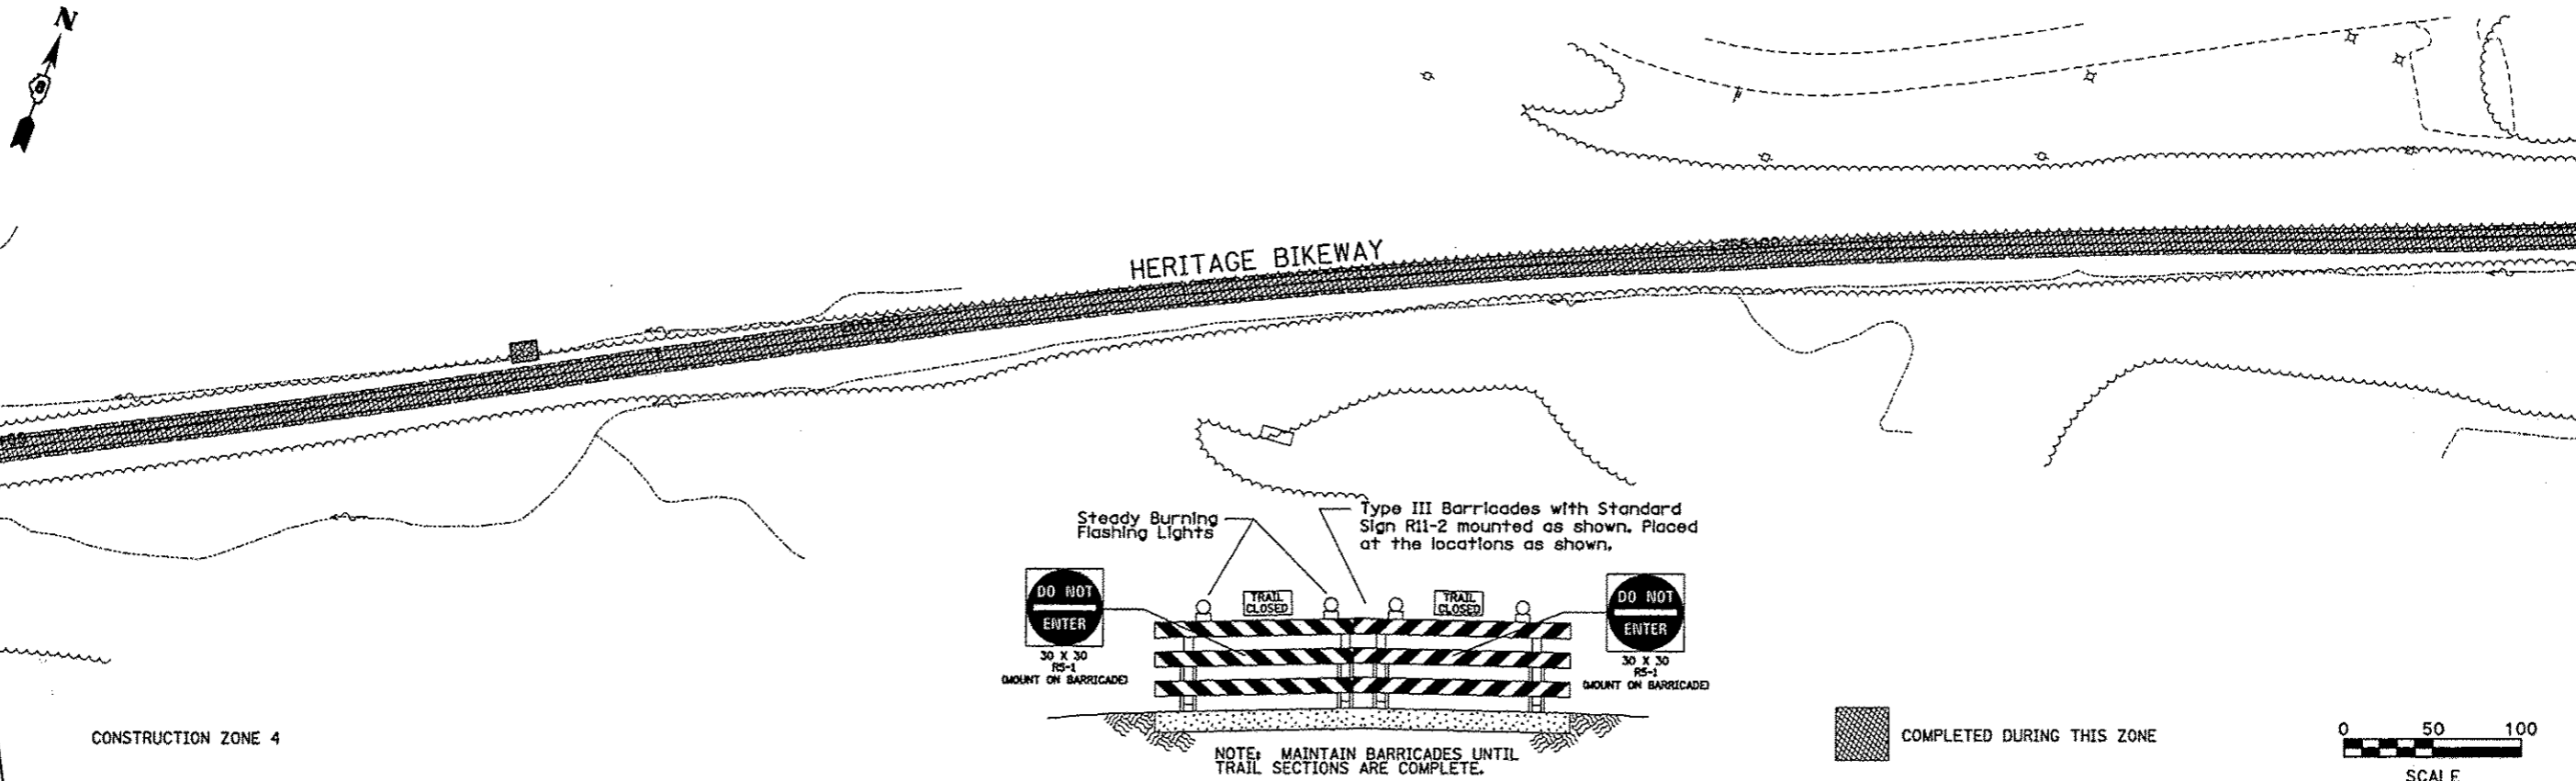 N
HERITAGE BIKEWAY
Steady Burning
Flashing Lights
Type III Barricades with Standard
Sign R11-2 mounted as shown. Placed
at the locations as shown.
DO NOT
ENTER
30 X 30
R5-1
(MOUNT ON BARRICADE)
TRAIL
CLOSED
TRAIL
CLOSED
DO NOT
ENTER
30 X 30
R5-1
(MOUNT ON BARRICADE)
NOTE: MAINTAIN BARRICADES UNTIL
TRAIL SECTIONS ARE COMPLETE.
CONSTRUCTION ZONE 4
COMPLETED DURING THIS ZONE
0 50 100
SCALE